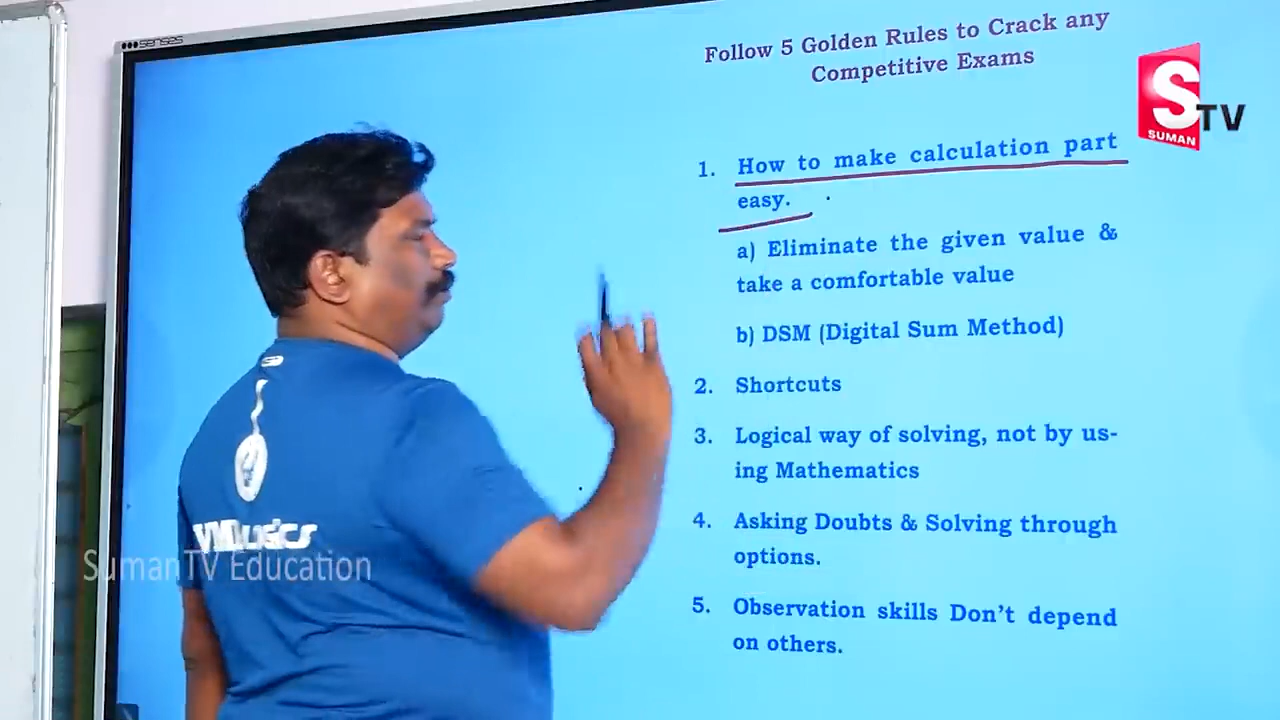 senses
Follow 5 Golden Rules to Crack any
Competitive Exams
S
TV
SUMAN
1. How to make calculation part
easy.
a) Eliminate the given value &
take a comfortable value
b) DSM (Digital Sum Method)
2. Shortcuts
3. Logical way of solving, not by us-
ing Mathematics
4. Asking Doubts & Solving through
options.
5. Observation skills Don't depend
on others.
VMLOGICS
SumanTV Education